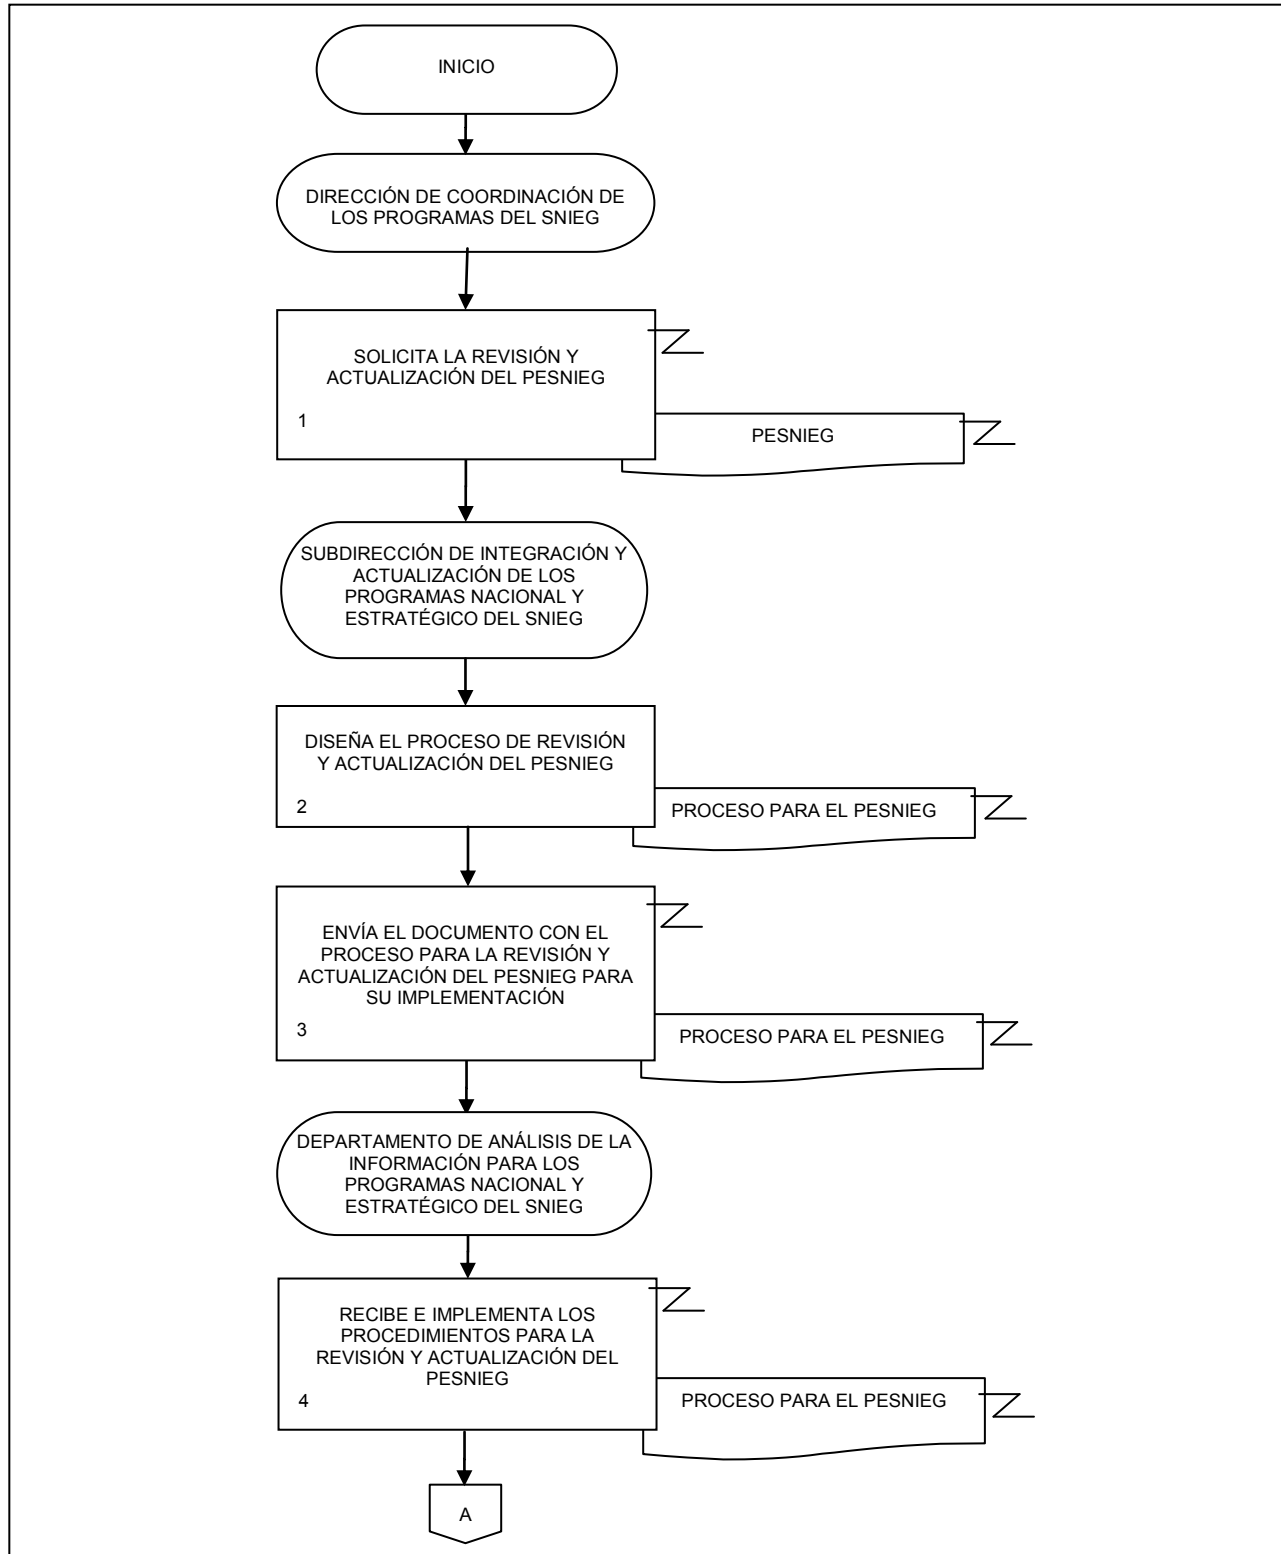 INICIO
DIRECCIÓN DE COORDINACIÓN DE
LOS PROGRAMAS DEL SNIEG
SOLICITA LA REVISIÓN Y
ACTUALIZACIÓN DEL PESNIEG
1
PESNIEG
SUBDIRECCIÓN DE INTEGRACIÓN Y
ACTUALIZACIÓN DE LOS
PROGRAMAS NACIONAL Y
ESTRATÉGICO DEL SNIEG
DISEÑA EL PROCESO DE REVISIÓN
Y ACTUALIZACIÓN DEL PESNIEG
2
PROCESO PARA EL PESNIEG
ENVÍA EL DOCUMENTO CON EL
PROCESO PARA LA REVISIÓN Y
ACTUALIZACIÓN DEL PESNIEG PARA
SU IMPLEMENTACIÓN
3
PROCESO PARA EL PESNIEG
DEPARTAMENTO DE ANÁLISIS DE LA
INFORMACIÓN PARA LOS
PROGRAMAS NACIONAL Y
ESTRATÉGICO DEL SNIEG
RECIBE E IMPLEMENTA LOS
PROCEDIMIENTOS PARA LA
REVISIÓN Y ACTUALIZACIÓN DEL
PESNIEG
4
PROCESO PARA EL PESNIEG
A